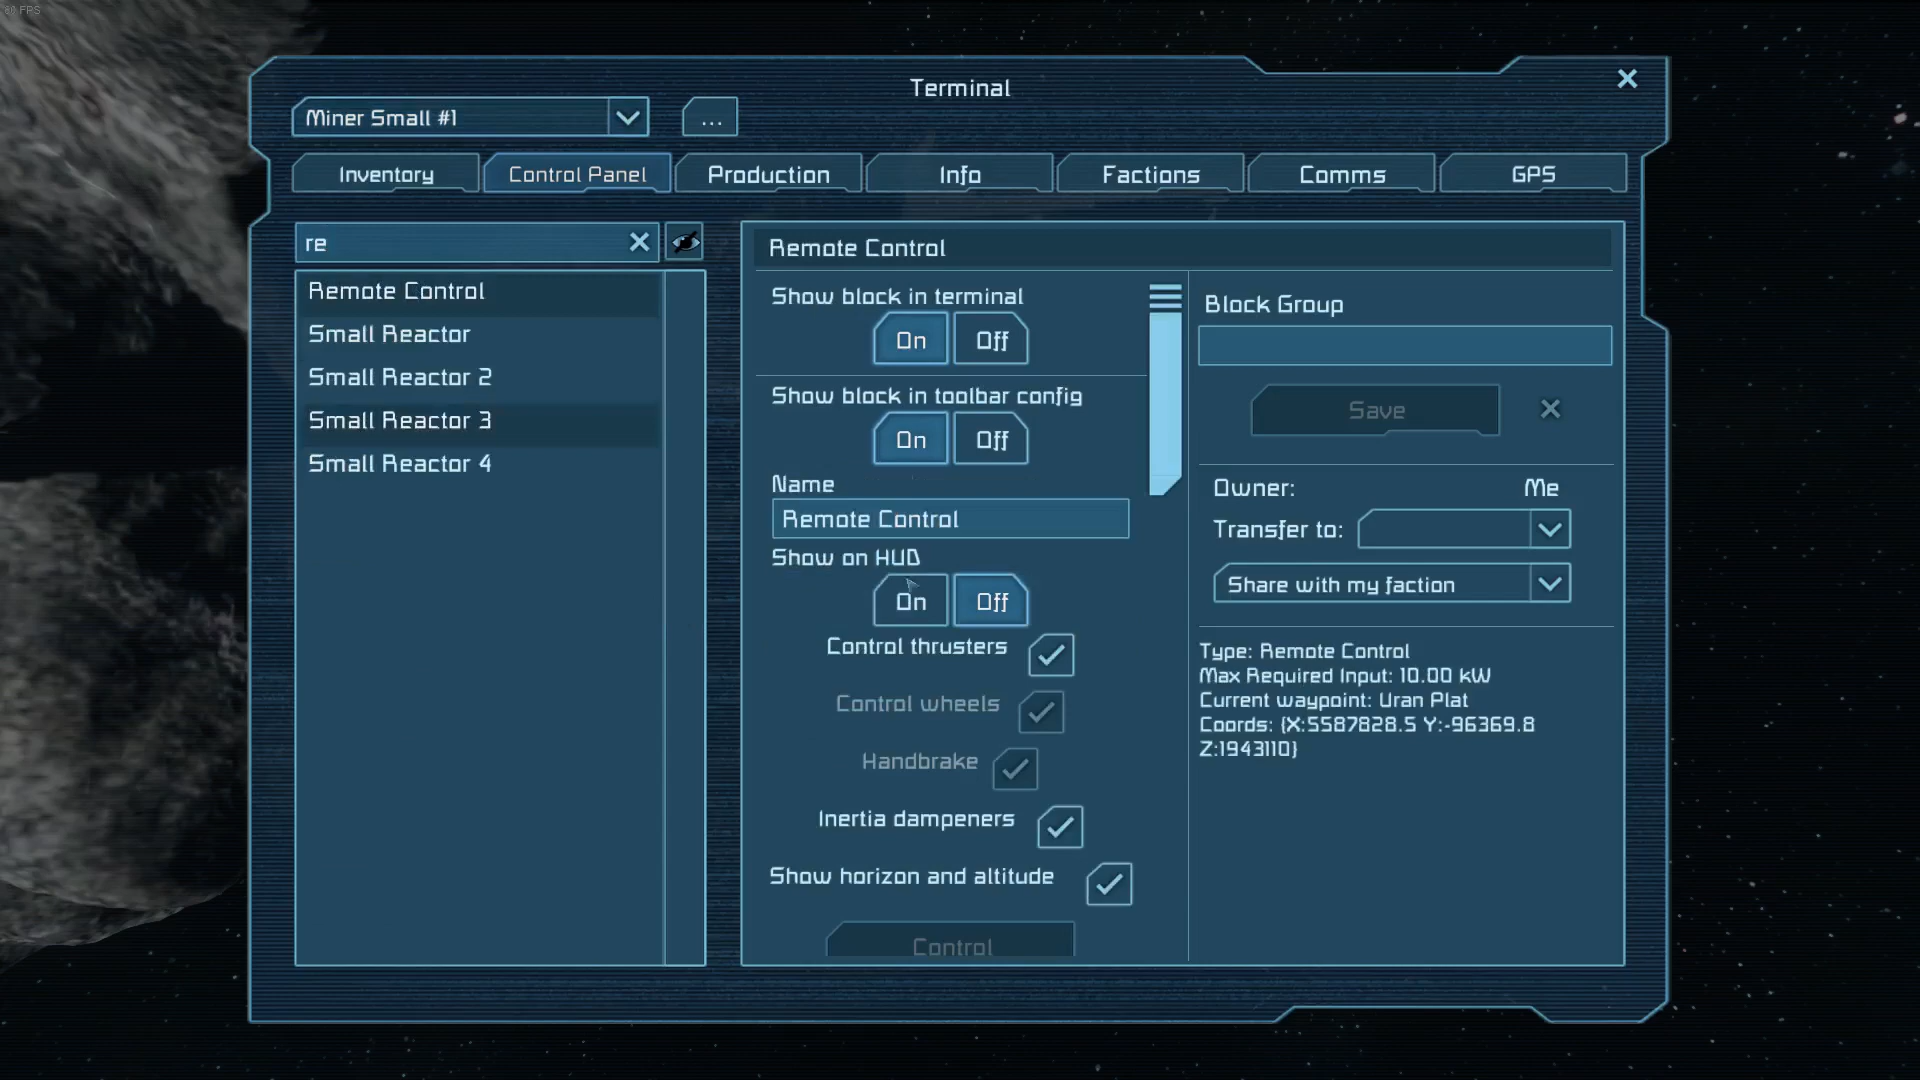 80 FPS
Terminal
Miner Small #1
...
Inventory
Control Panel
Production
Info
Factions
Comms
GPS
re
Remote Control
Small Reactor
Small Reactor 2
Small Reactor 3
Small Reactor 4
Remote Control
Show block in terminal
On
Off
Show block in toolbar config
On
Off
Name
Remote Control
Show on HUD
On
Off
Control thrusters
Control wheels
Handbrake
Inertia dampeners
Show horizon and altitude
Control
Block Group
Save
Owner:
Me
Transfer to:
Share with my faction
Type: Remote Control
Max Required Input: 10.00 kW
Current waypoint: Uran Plat
Coords: {X:5587828.5 Y:-96369.8
Z:1943110}